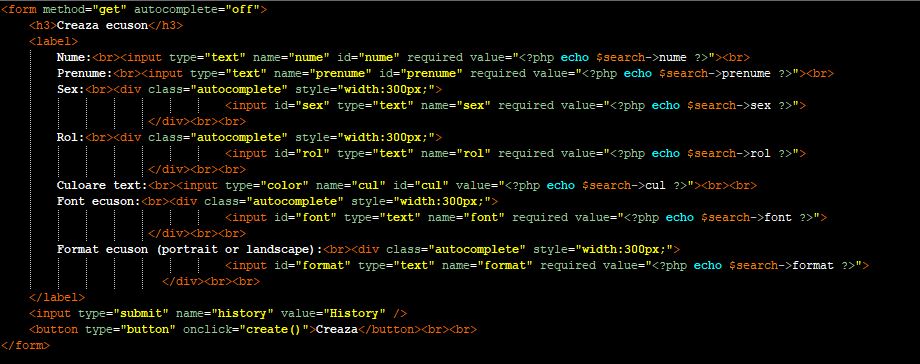 <form method="get" autocomplete="off">
<h3>Creaza ecuson</h3>
<label>
Nume:<br><input type="text" name="nume" id="nume" required value="<?php echo $search->nume ?>"><br>
Prenume:<br><input type="text" name="prenume" id="prenume" required value="<?php echo $search->prenume ?>"><br>
Sex:<br><div class="autocomplete" style="width:300px;">
<input id="sex" type="text" name="sex" required value="<?php echo $search->sex ?>">
</div><br><br>
Rol:<br><div class="autocomplete" style="width:300px;">
<input id="rol" type="text" name="rol" required value="<?php echo $search->rol ?>">
</div><br><br>
Culoare text:<br><input type="color" name="cul" id="cul" value="<?php echo $search->cul ?>"><br><br>
Font ecuson:<br><div class="autocomplete" style="width:300px;">
<input id="font" type="text" name="font" required value="<?php echo $search->font ?>">
</div><br><br>
Format ecuson (portrait or landscape):<br><div class="autocomplete" style="width:300px;">
<input id="format" type="text" name="format" required value="<?php echo $search->format ?>">
</div><br><br>
</label>
<input type="submit" name="history" value="History" />
<button type="button" onclick="create()">Creaza</button><br><br>
</form>